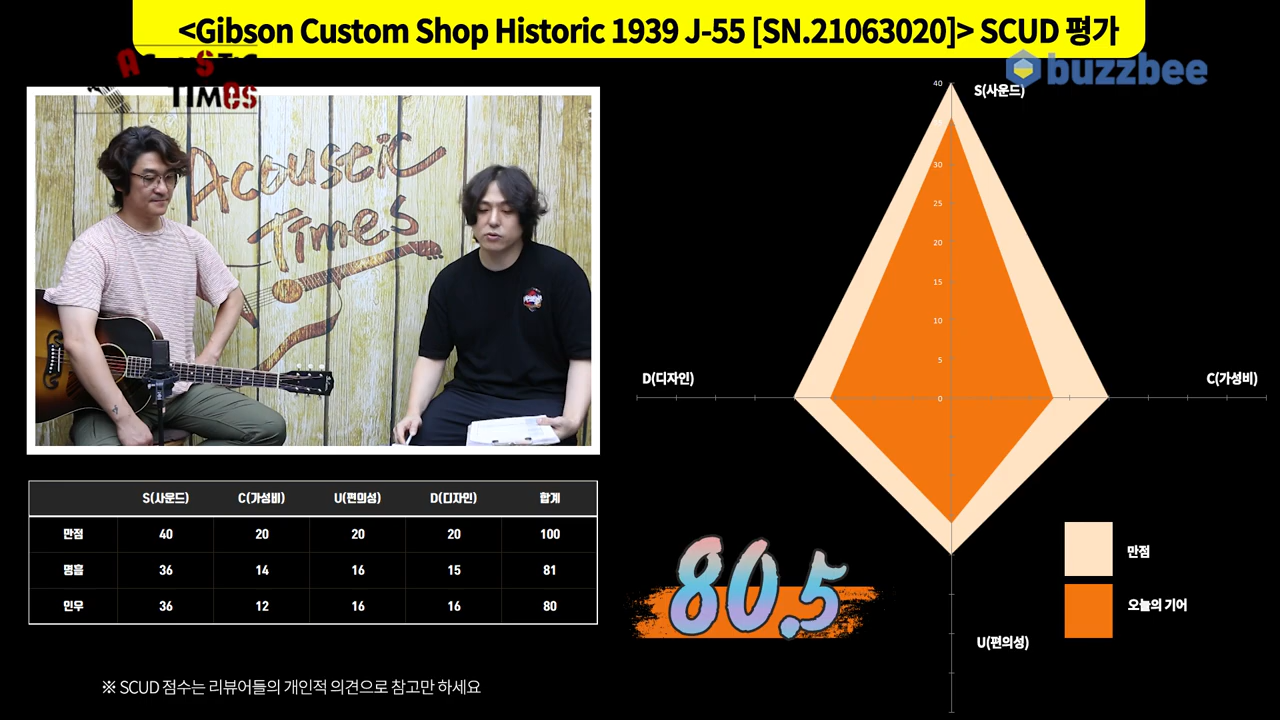 <Gibson Custom Shop Historic 1939 J-55 [SN.21063020]> SCUD 평가
ACOUSTIC
TIMES
buzzbee
Acoustic
Times
S(사운드)
40
30
25
20
15
10
5
0
D(디자인)
C(가성비)
U(편의성)
만점
오늘의 기어
S(사운드) C(가성비) U(편의성) D(디자인) 합계
만점 40 20 20 20 100
명흠 36 14 16 15 81
인우 36 12 16 16 80
80.5
※ SCUD 점수는 리뷰어들의 개인적 의견으로 참고만 하세요